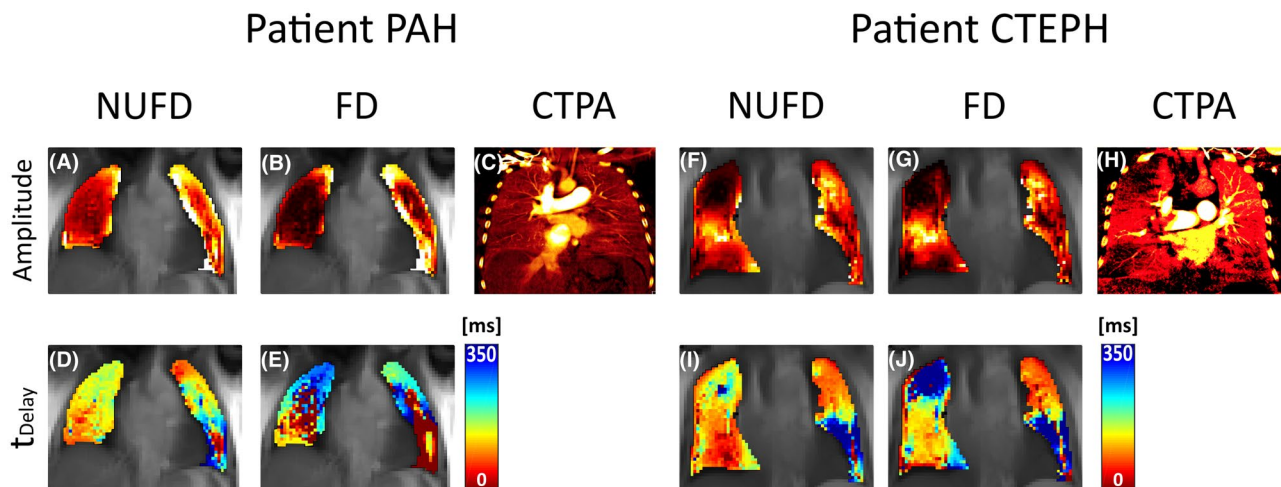 Patient PAH
Patient CTEPH
NUFD FD CTPA
NUFD FD CTPA
Amplitude
(A) (B) (C) (F) (G) (H)
[ms] [ms]
tDelay
(D) (E) 350 (I) (J) 350
0 0